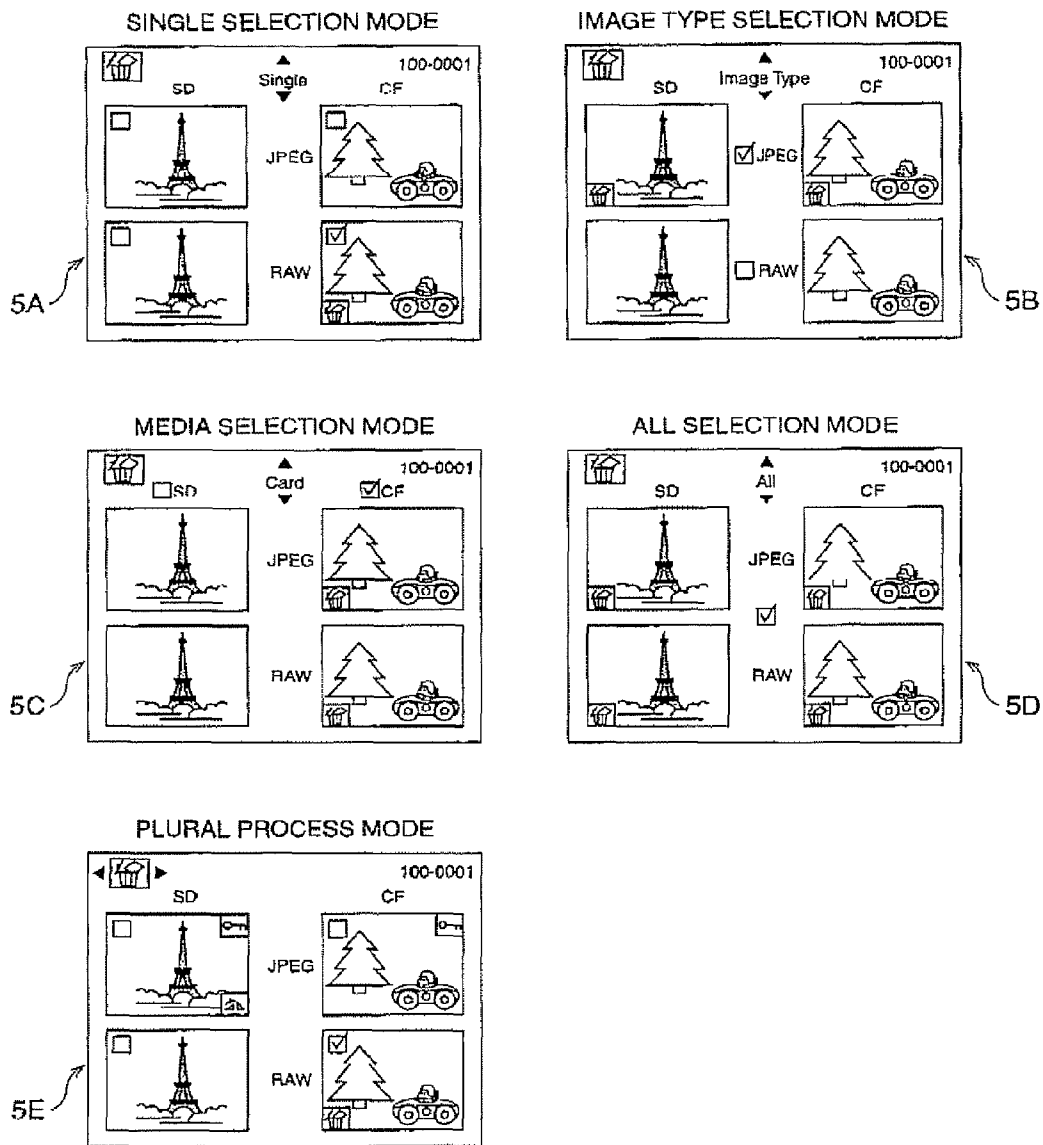 SINGLE SELECTION MODE
100-0001
Single
SD
CF
JPEG
RAW
5A
IMAGE TYPE SELECTION MODE
100-0001
Image Type
SD
CF
JPEG
RAW
5B
MEDIA SELECTION MODE
100-0001
Card
SD
CF
JPEG
RAW
5C
ALL SELECTION MODE
100-0001
All
SD
CF
JPEG
RAW
5D
PLURAL PROCESS MODE
100-0001
SD
CF
JPEG
RAW
5E